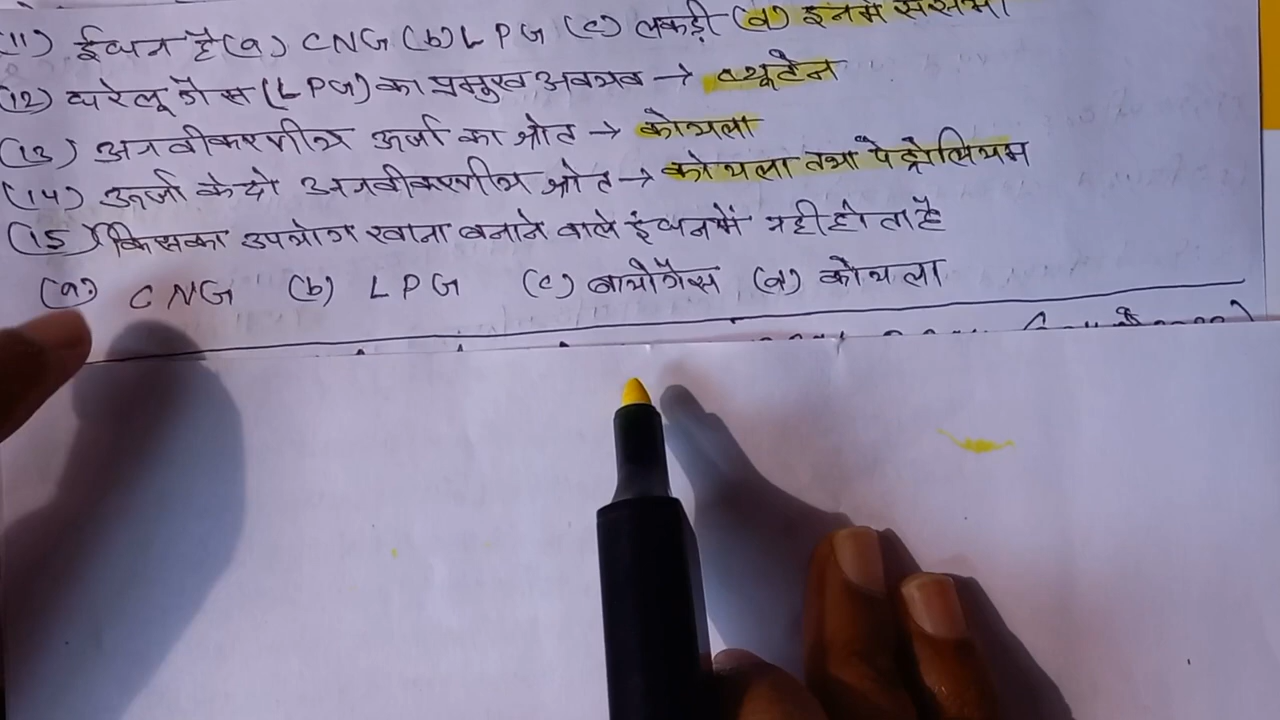 (11) ईंधन है (a) CNG (b) LPG (c) लकड़ी (d) इनमें से सभी
(12) घरेलू गैस (LPG) का प्रमुख अवयव → ब्यूटेन
(13) अनवीकरणीय ऊर्जा का श्रोत → कोयला
(14) ऊर्जा के दो अनवीकरणीय श्रोत → कोयला तथा पेट्रोलियम
(15) किसका उपयोग खाना बनाने वाले इंधन में नही होता है
(a) CNG (b) LPG (c) बायोगैस (d) कोयला